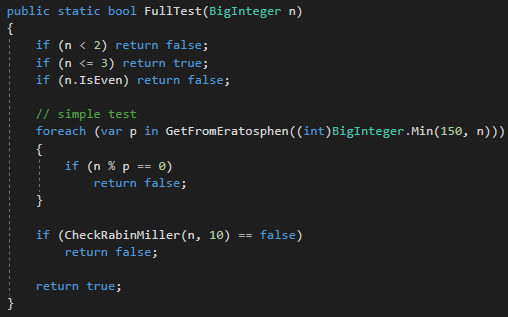 public static bool FullTest(BigInteger n)
{
    if (n < 2) return false;
    if (n <= 3) return true;
    if (n.IsEven) return false;

    // simple test
    foreach (var p in GetFromEratosphen((int)BigInteger.Min(150, n)))
    {
        if (n % p == 0)
            return false;
    }

    if (CheckRabinMiller(n, 10) == false)
        return false;

    return true;
}